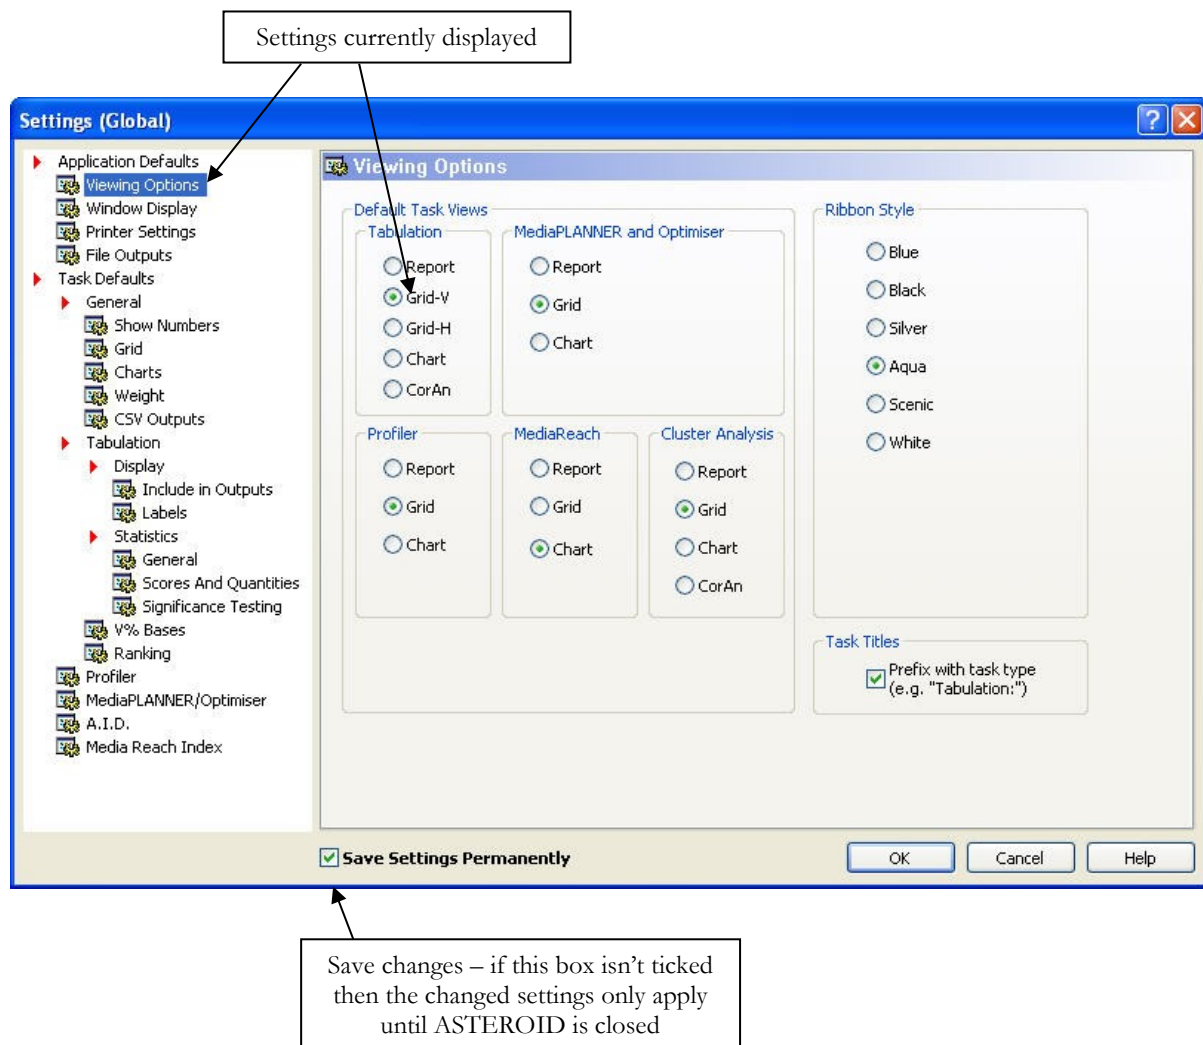 Settings currently displayed
Settings (Global)
Application Defaults
Viewing Options
Window Display
Printer Settings
File Outputs
Task Defaults
General
Show Numbers
Grid
Charts
Weight
CSV Outputs
Tabulation
Display
Include in Outputs
Labels
Statistics
General
Scores And Quantities
Significance Testing
V% Bases
Ranking
Profiler
MediaPLANNER/Optimiser
A.I.D.
Media Reach Index
Viewing Options
Default Task Views
Tabulation
Report
Grid-V
Grid-H
Chart
CorAn
MediaPLANNER and Optimiser
Report
Grid
Chart
Profiler
Report
Grid
Chart
MediaReach
Report
Grid
Chart
Cluster Analysis
Report
Grid
Chart
CorAn
Ribbon Style
Blue
Black
Silver
Aqua
Scenic
White
Task Titles
Prefix with task type
(e.g. "Tabulation:")
Save Settings Permanently
OK
Cancel
Help
Save changes – if this box isn’t ticked
then the changed settings only apply
until ASTEROID is closed